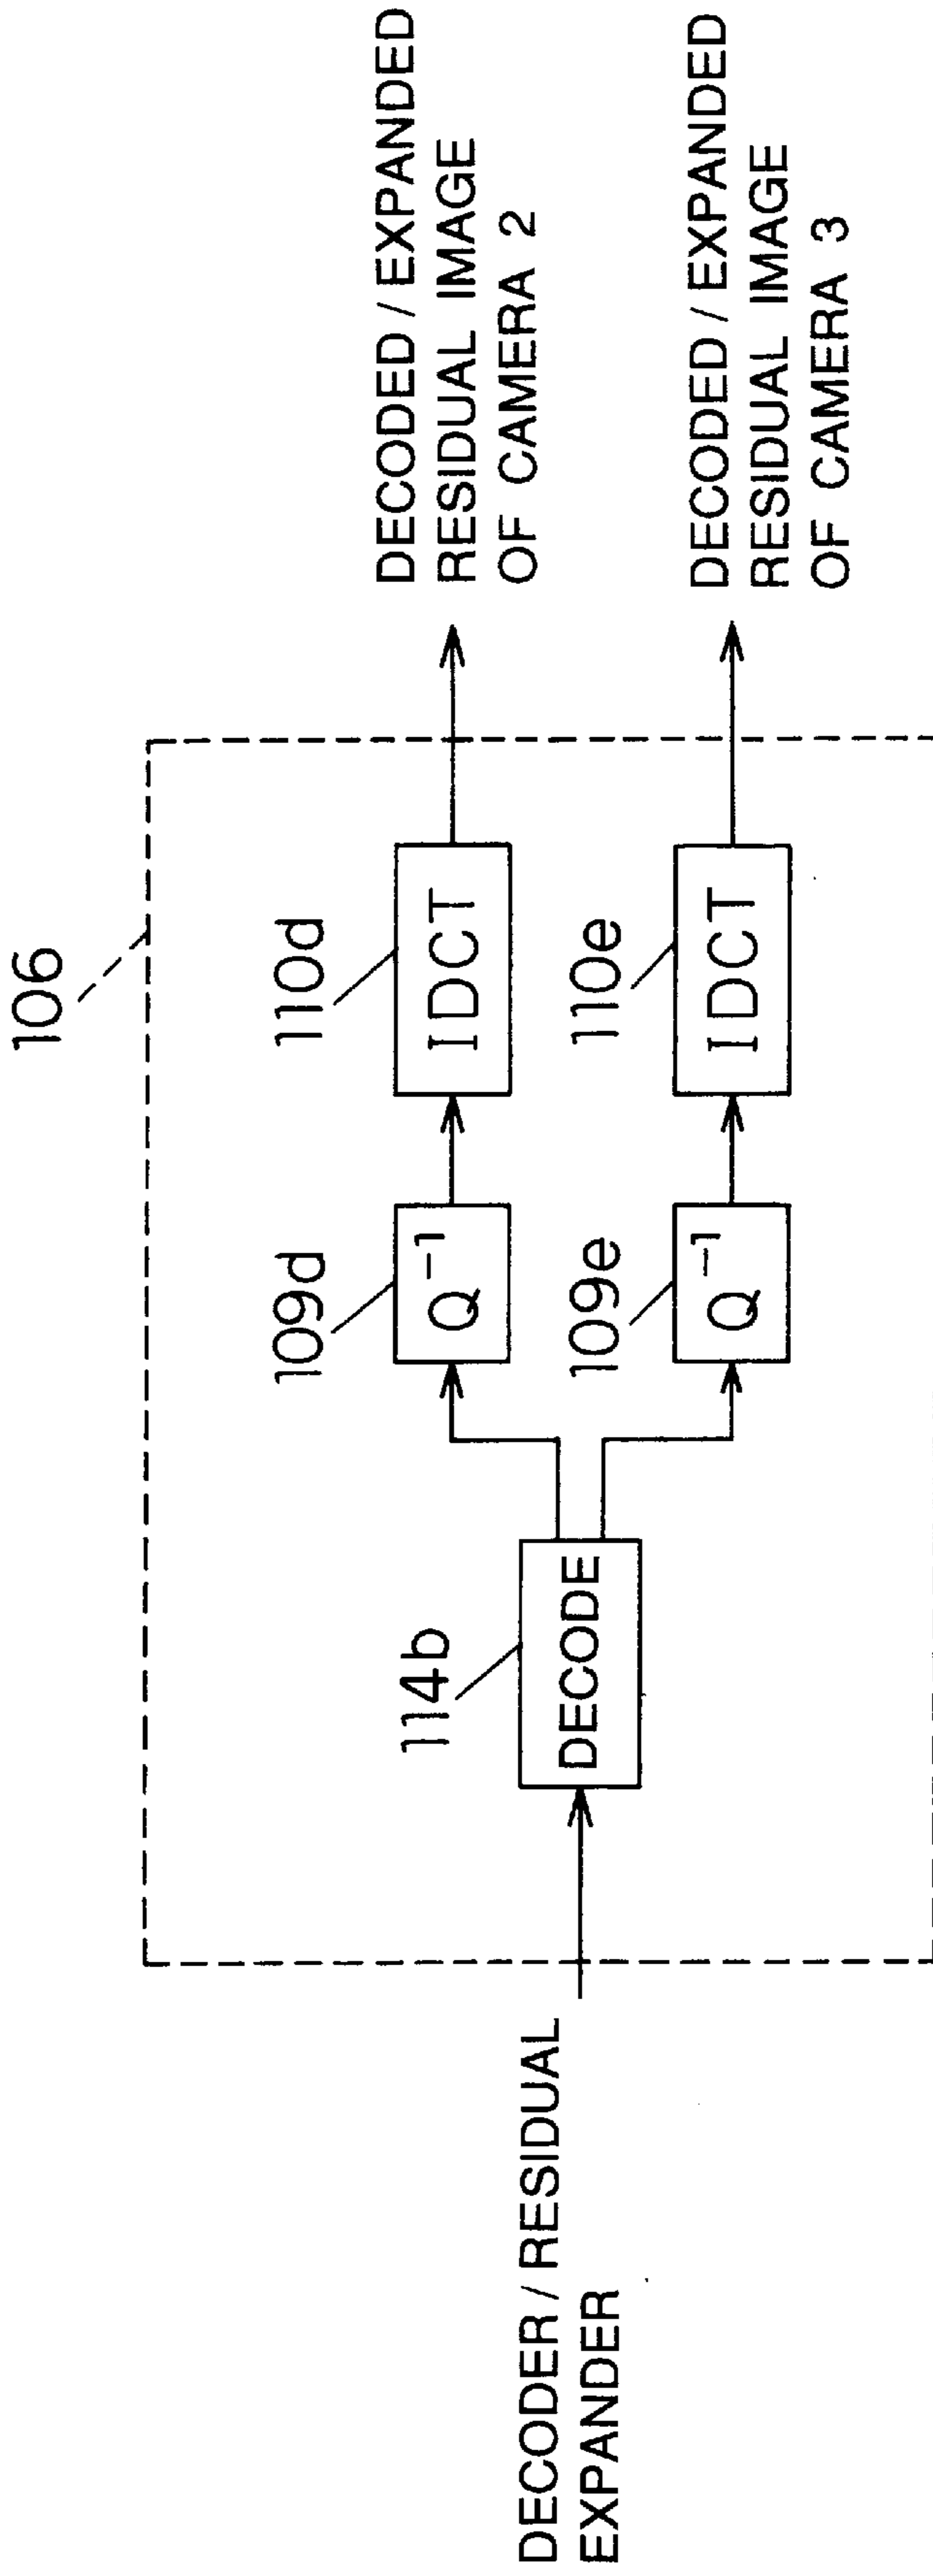 106
DECODER / RESIDUAL
EXPANDER
114b
DECODE
109d
Q⁻¹
110d
IDCT
DECODED / EXPANDED
RESIDUAL IMAGE
OF CAMERA 2
109e
Q⁻¹
110e
IDCT
DECODED / EXPANDED
RESIDUAL IMAGE
OF CAMERA 3